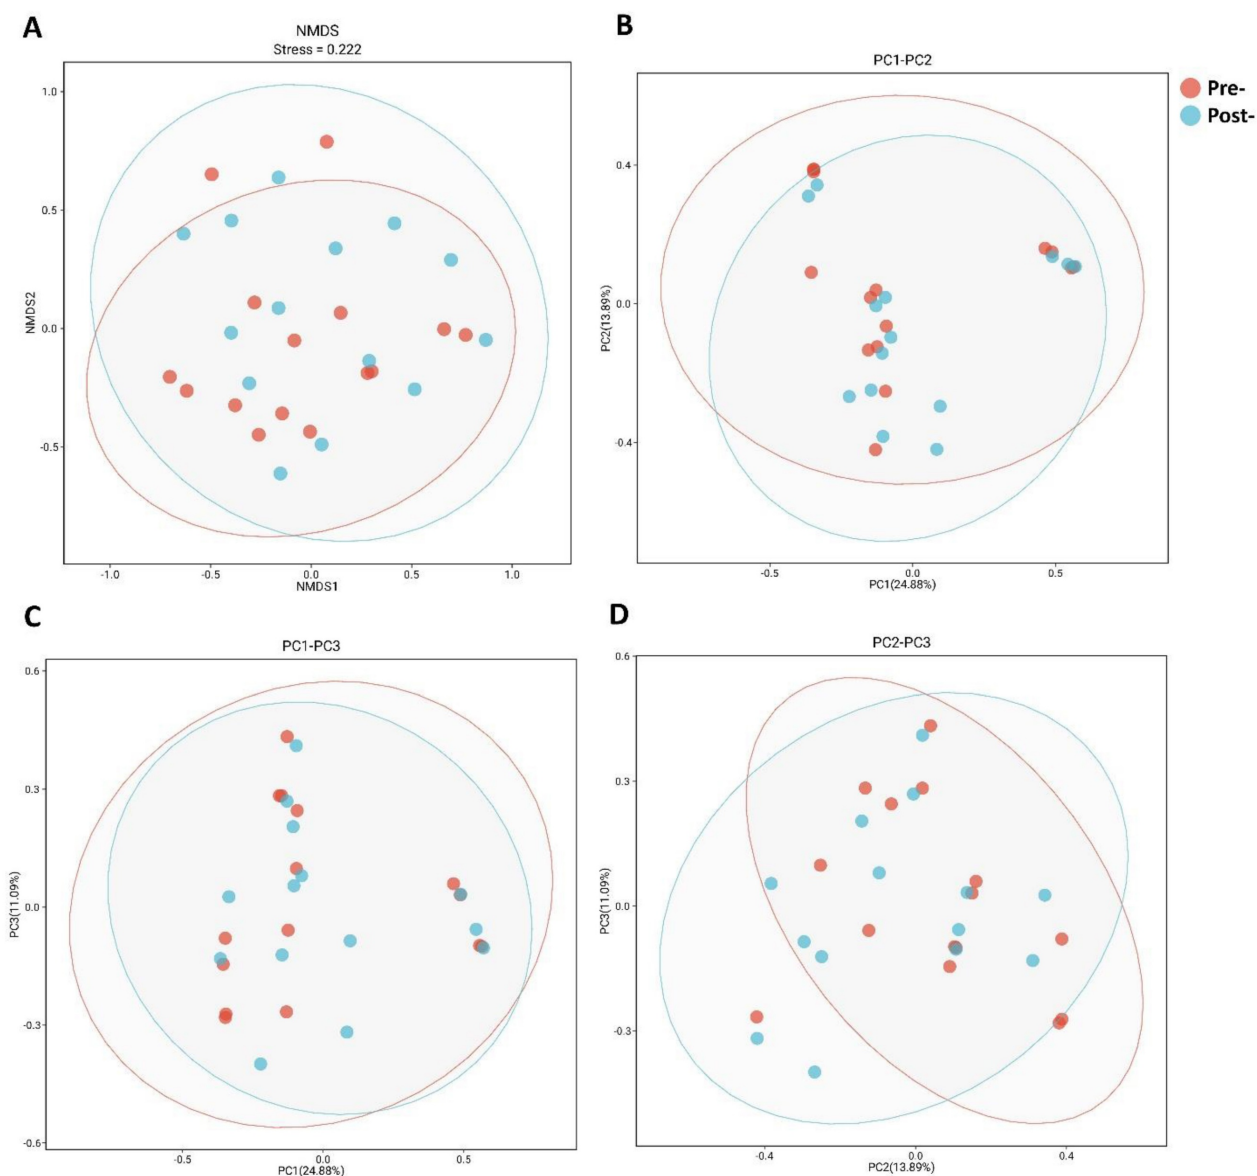 A
NMDS
Stress = 0.222
1.0
0.5
0.0
-0.5
NMDS2
-1.0
-0.5
0.0
0.5
1.0
NMDS1
B
PC1-PC2
0.4
0.0
-0.4
PC2(13.89%)
-0.5
0.0
0.5
PC1(24.88%)
Pre-
Post-
C
PC1-PC3
0.6
0.3
0.0
-0.3
-0.6
PC3(11.09%)
-0.5
0.0
0.5
PC1(24.88%)
D
PC2-PC3
0.6
0.3
0.0
-0.3
PC3(11.09%)
-0.4
0.0
0.4
PC2(13.89%)